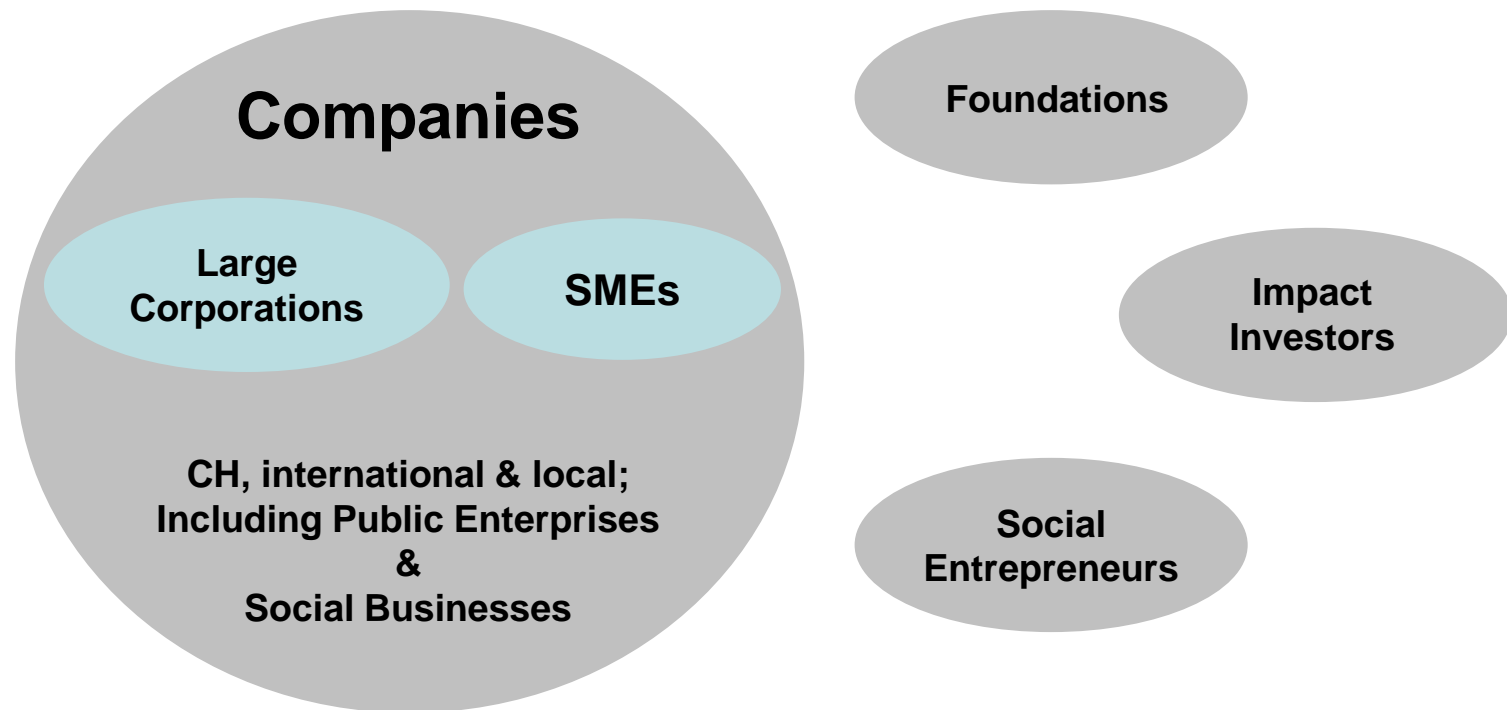 Companies
Large
Corporations
SMEs
CH, international & local;
Including Public Enterprises
&
Social Businesses
Foundations
Impact
Investors
Social
Entrepreneurs